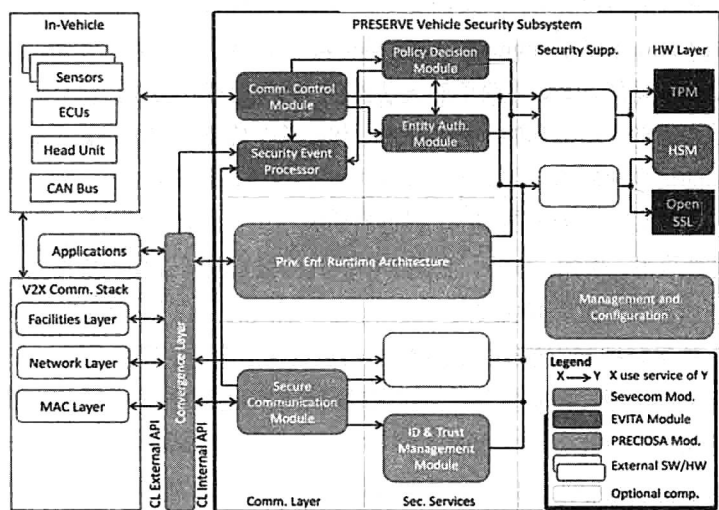 In-Vehicle
Sensors
ECUs
Head Unit
CAN Bus
Applications
V2X Comm. Stack
Facilities Layer
Network Layer
MAC Layer
CL External API
Convergence Layer
CL Internal API
PRESERVE Vehicle Security Subsystem
Comm. Control
Module
Security Event
Processor
Policy Decision
Module
Entity Auth.
Module
Security Supp.
HW Layer
TPM
HSM
Open
SSL
Priv. Enf. Runtime Architecture
Management and
Configuration
Secure
Communication
Module
ID & Trust
Management
Module
Comm. Layer
Sec. Services
Legend
X → Y X use service of Y
Sevecom Mod.
EVITA Module
PRECIOSA Mod.
External SW/HW
Optional comp.